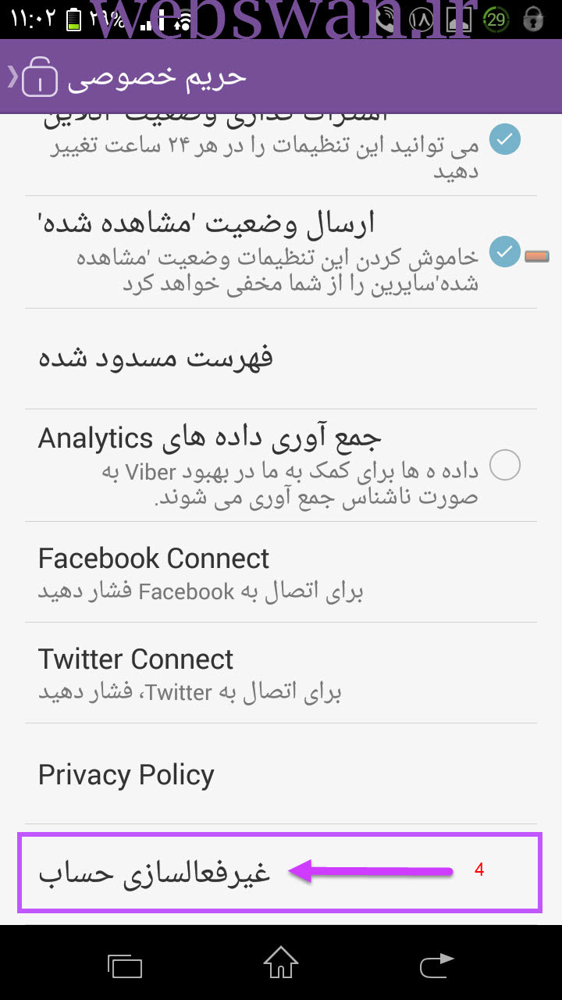 ۱۱:۰۲
webswan.ir
۱۸
29
حریم خصوصی
اشتراک گذاری وضعیت 'آنلاین'
می توانید این تنظیمات را در هر ۲۴ ساعت تغییر
دهید
ارسال وضعیت 'مشاهده شده'
خاموش کردن این تنظیمات وضعیت 'مشاهده
شده'سایرین را از شما مخفی خواهد کرد
فهرست مسدود شده
جمع آوری داده های Analytics
داده ه ها برای کمک به ما در بهبود Viber به
صورت ناشناس جمع آوری می شوند.
Facebook Connect
برای اتصال به Facebook فشار دهید
Twitter Connect
برای اتصال به Twitter، فشار دهید
Privacy Policy
غیرفعالسازی حساب
4